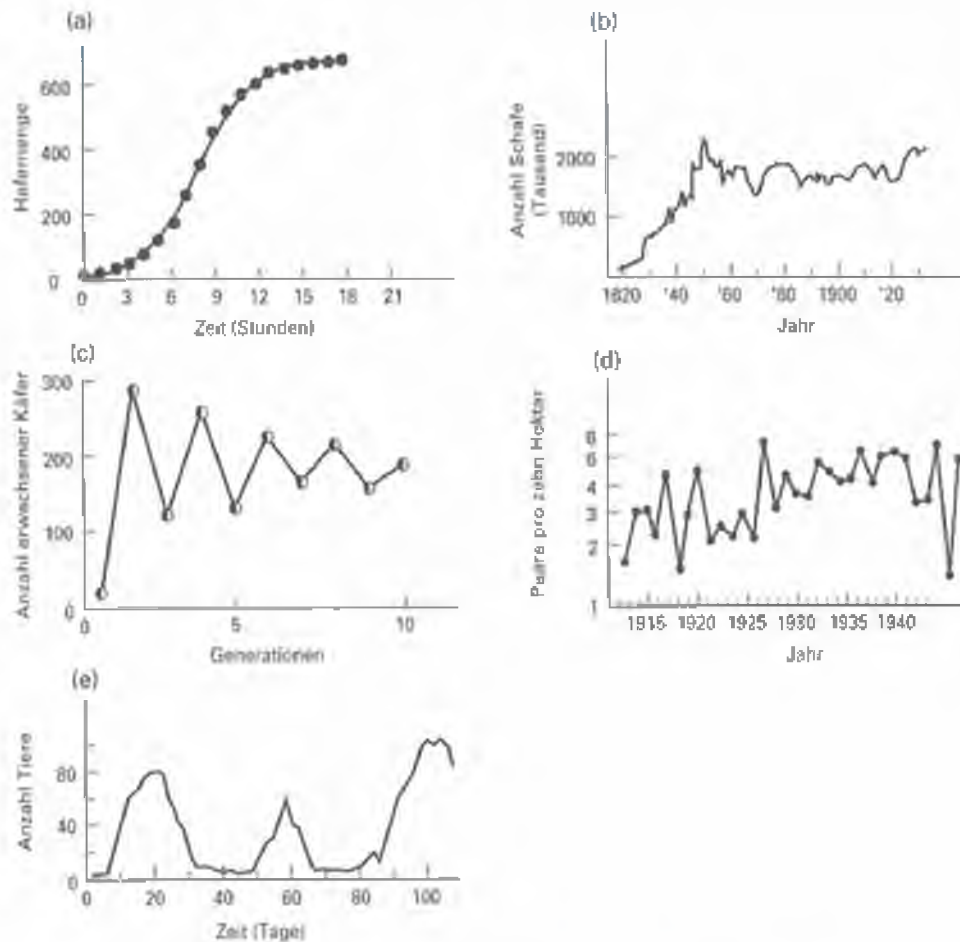 (a)
Hefemenge
600
400
200
0
0 3 6 9 12 15 18 21
Zeit (Stunden)
(b)
Anzahl Schafe
(Tausend)
2000
1000
1820 '40 '60 '80 1900 '20
Jahr
(c)
Anzahl erwachsener Käfer
300
200
100
0
0 5 10
Generationen
(d)
Paare pro zehn Hektar
6
5
4
3
2
1
1915 1920 1925 1930 1935 1940
Jahr
(e)
Anzahl Tiere
80
40
0
0 20 40 60 80 100
Zeit (Tage)